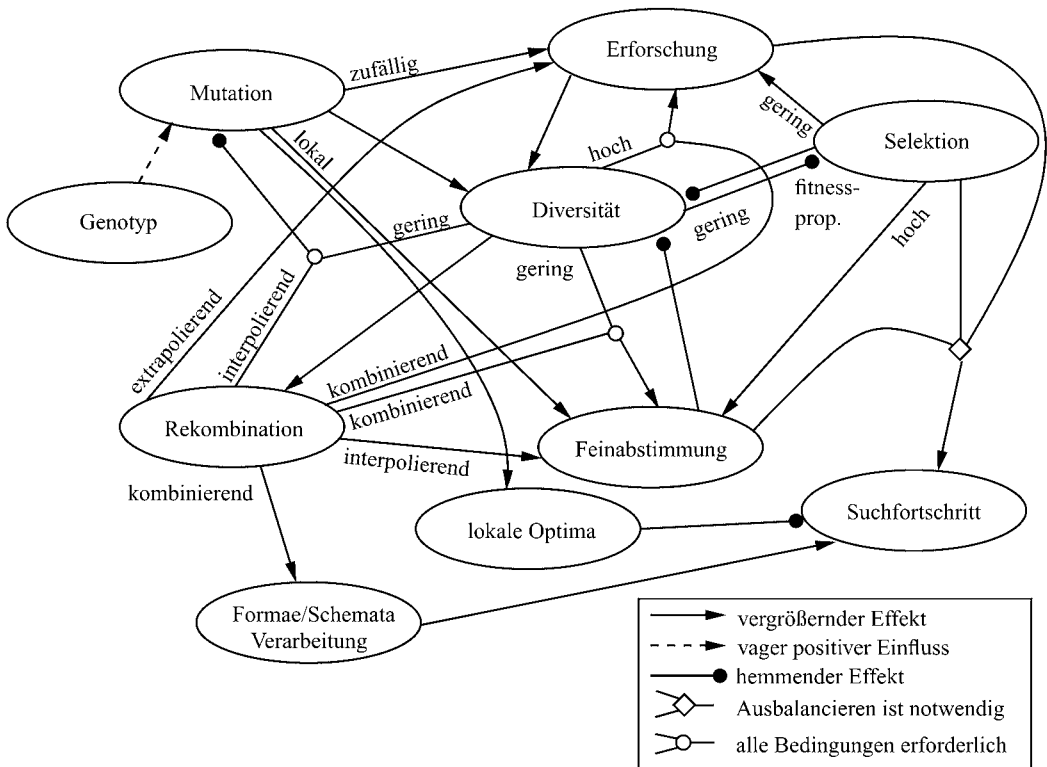 Erforschung
zufällig
Mutation
lokal
gering
Selektion
hoch
Genotyp
gering
Diversität
gering
fitness-
prop.
hoch
gering
extrapolierend
interpolierend
kombinierend
kombinierend
Rekombination
interpolierend
Feinabstimmung
kombinierend
lokale Optima
Suchfortschritt
Formae/Schemata
Verarbeitung
vergrößernder Effekt
vager positiver Einfluss
hemmender Effekt
Ausbalancieren ist notwendig
alle Bedingungen erforderlich